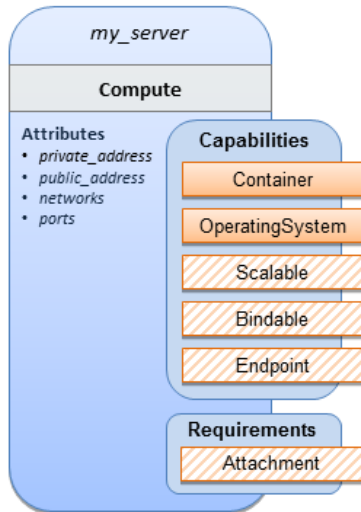 my_server
Compute
Attributes
• private_address
• public_address
• networks
• ports
Capabilities
Container
OperatingSystem
Scalable
Bindable
Endpoint
Requirements
Attachment